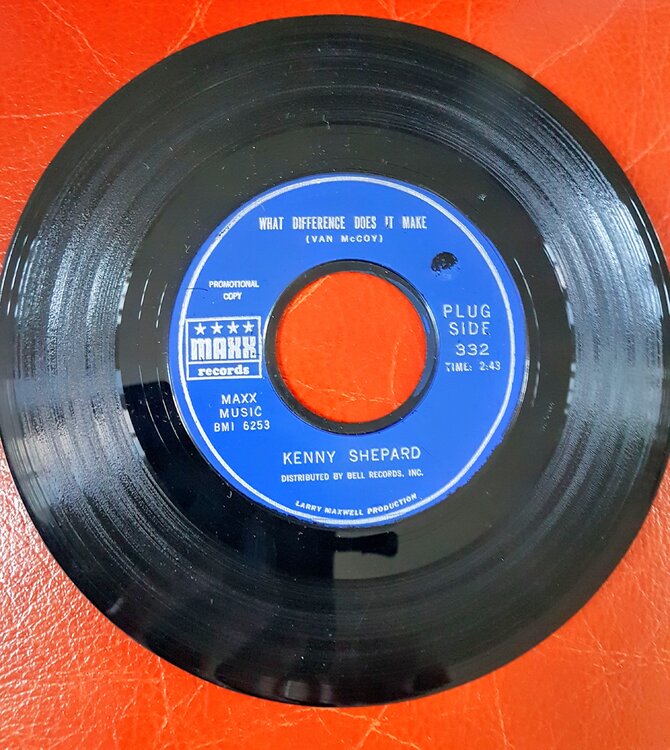 WHAT DIFFERENCE DOES IT MAKE
(VAN McCOY)
PROMOTIONAL
COPY
★★★★
MAXX
records
MAXX
MUSIC
BMI 6253
PLUG
SIDE
332
TIME: 2:43
KENNY SHEPARD
DISTRIBUTED BY BELL RECORDS, INC.
LARRY MAXWELL PRODUCTION